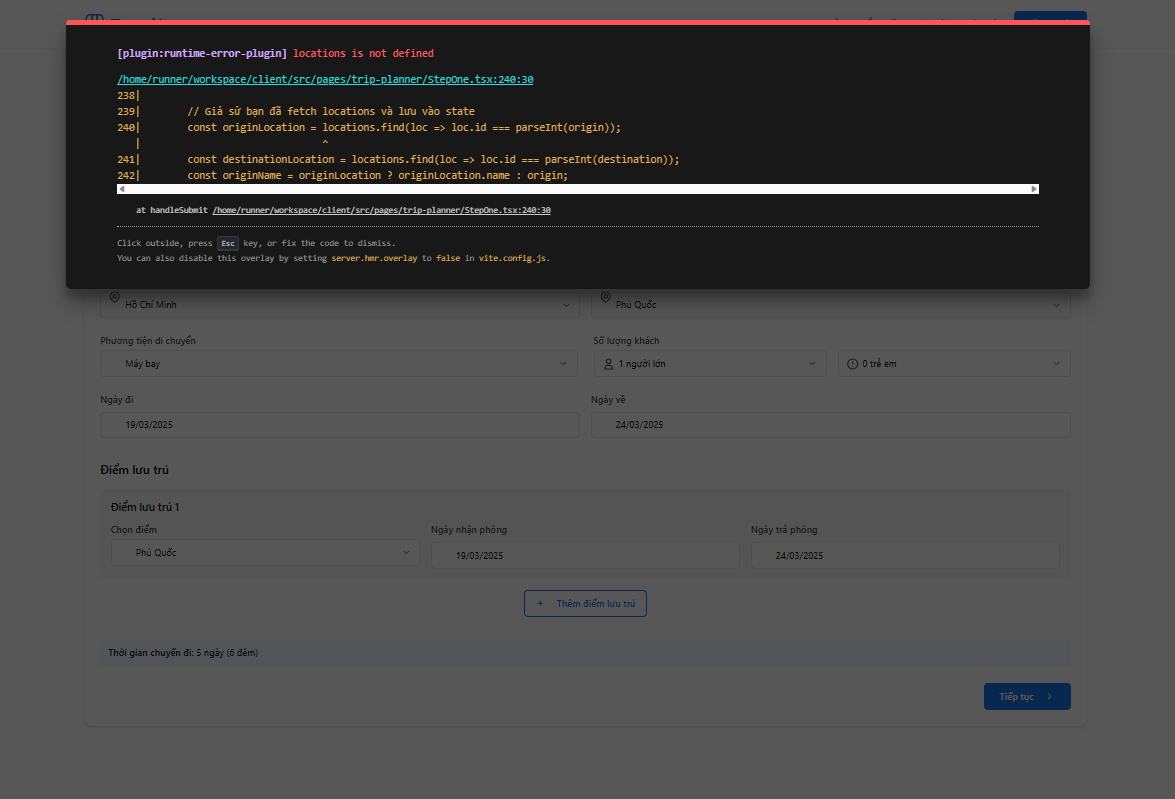 [plugin:runtime-error-plugin] locations is not defined
/home/runner/workspace/client/src/pages/trip-planner/StepOne.tsx:240:30
238|
239|        // Giả sử bạn đã fetch locations và lưu vào state
240|        const originLocation = locations.find(loc => loc.id === parseInt(origin));
   |                               ^
241|        const destinationLocation = locations.find(loc => loc.id === parseInt(destination));
242|        const originName = originLocation ? originLocation.name : origin;
at handleSubmit /home/runner/workspace/client/src/pages/trip-planner/StepOne.tsx:240:30
Click outside, press Esc key, or fix the code to dismiss.
You can also disable this overlay by setting server.hmr.overlay to false in vite.config.js.
Hồ Chí Minh
Phú Quốc
Phương tiện di chuyển
Số lượng khách
Máy bay
1 người lớn
0 trẻ em
Ngày đi
Ngày về
19/03/2025
24/03/2025
Điểm lưu trú
Điểm lưu trú 1
Chọn điểm
Ngày nhận phòng
Ngày trả phòng
Phú Quốc
19/03/2025
24/03/2025
+ Thêm điểm lưu trú
Thời gian chuyến đi: 5 ngày (6 đêm)
Tiếp tục